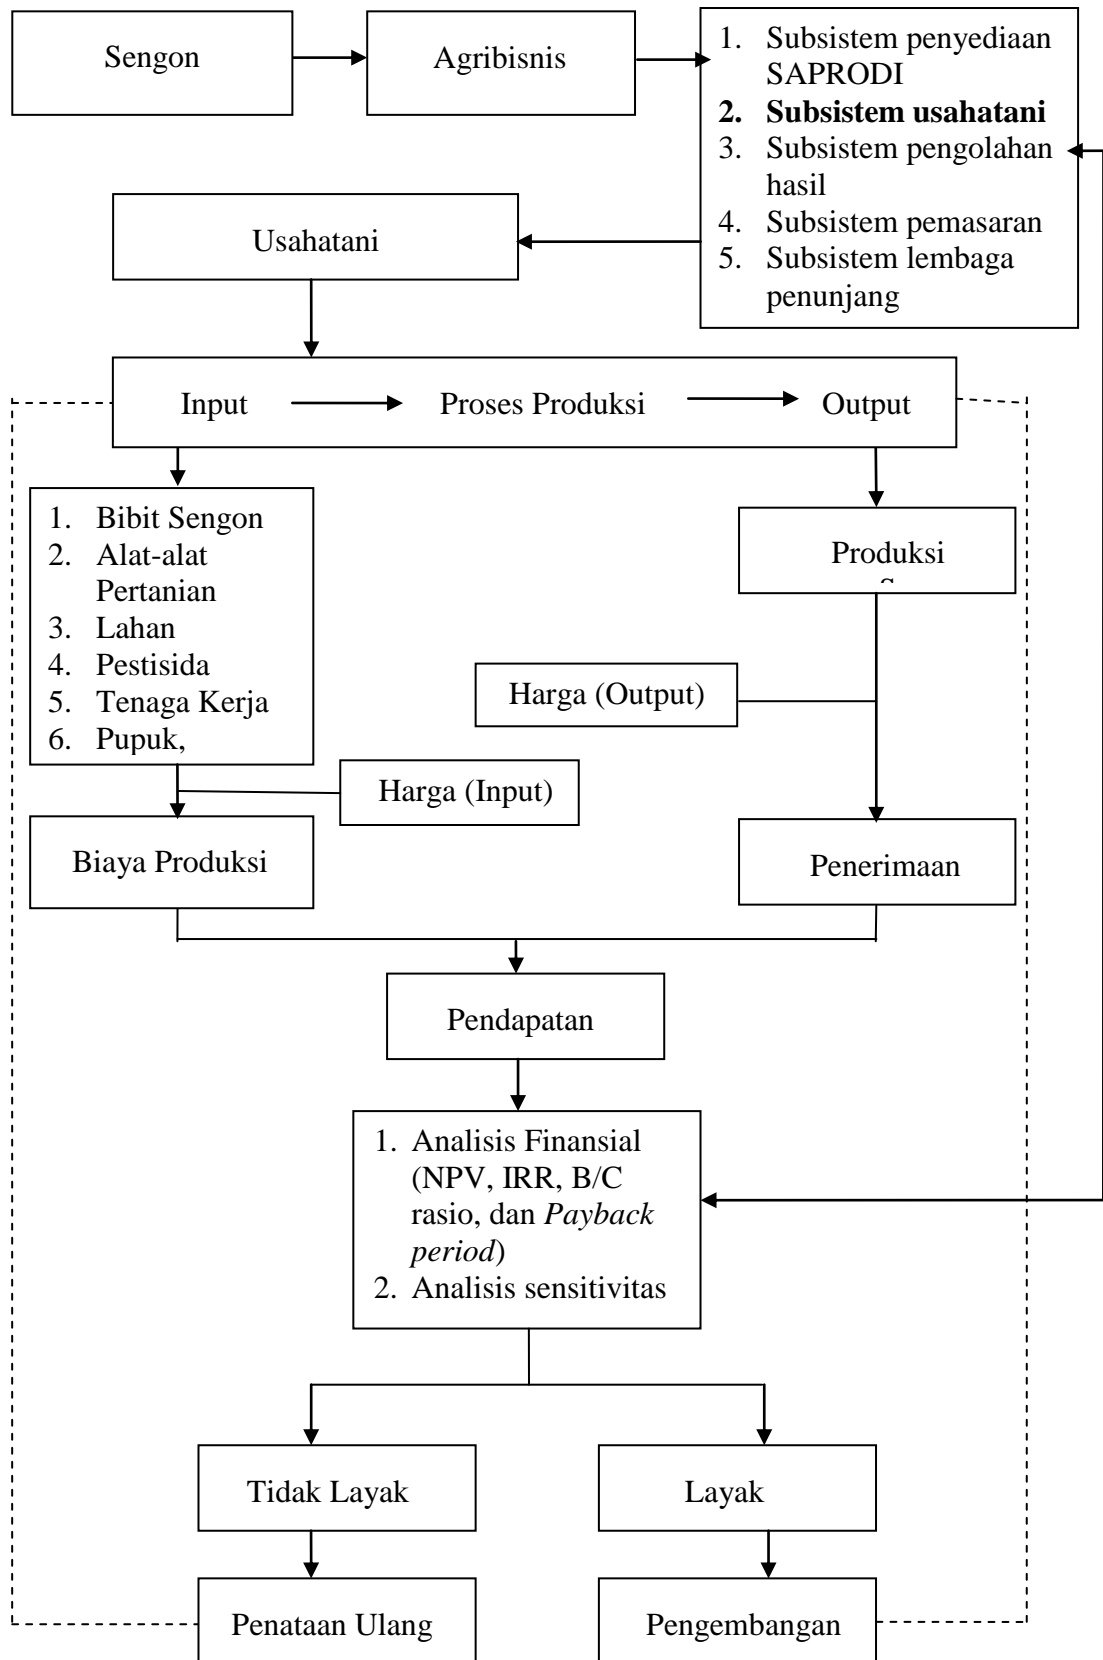 Sengon
Agribisnis
1. Subsistem penyediaan
SAPRODI
2. Subsistem usahatani
3. Subsistem pengolahan
hasil
4. Subsistem pemasaran
5. Subsistem lembaga
penunjang
Usahatani
Input
Proses Produksi
Output
1. Bibit Sengon
2. Alat-alat
Pertanian
3. Lahan
4. Pestisida
5. Tenaga Kerja
6. Pupuk,
Produksi
Harga (Output)
Harga (Input)
Biaya Produksi
Penerimaan
Pendapatan
1. Analisis Finansial
(NPV, IRR, B/C
rasio, dan Payback
period)
2. Analisis sensitivitas
Tidak Layak
Layak
Penataan Ulang
Pengembangan